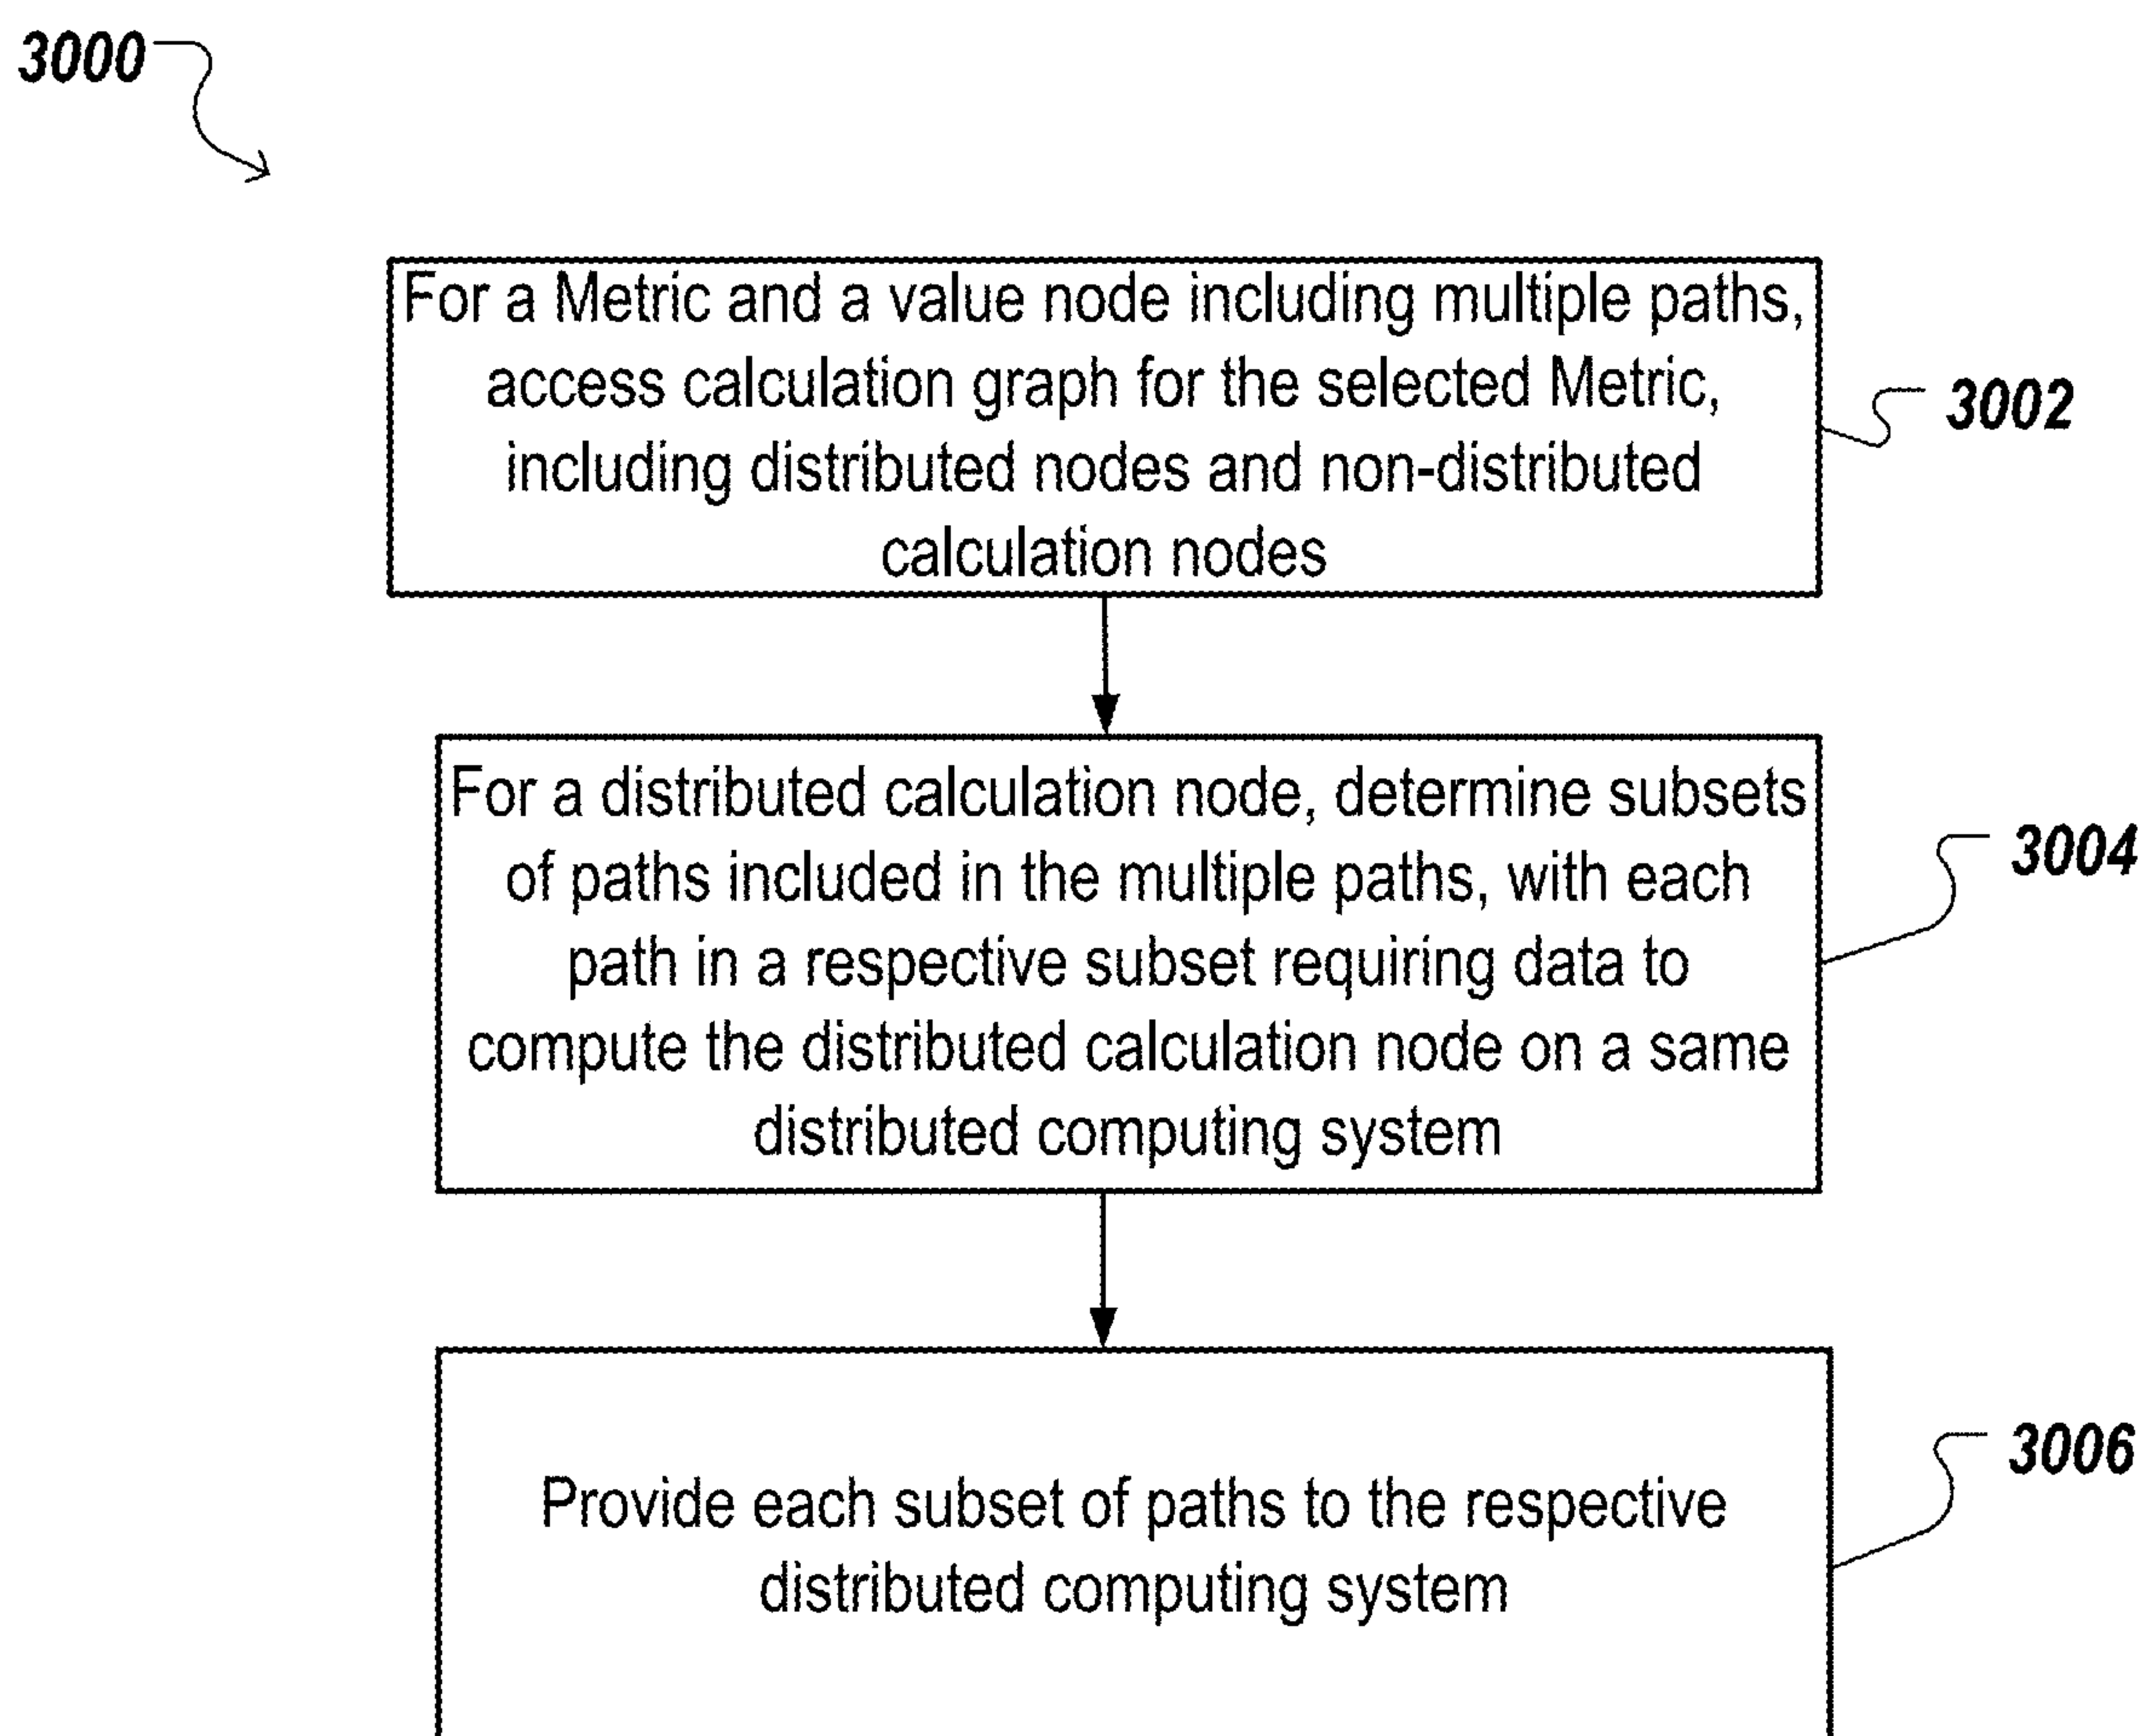 3000
For a Metric and a value node including multiple paths,
access calculation graph for the selected Metric,
including distributed nodes and non-distributed
calculation nodes
3002
For a distributed calculation node, determine subsets
of paths included in the multiple paths, with each
path in a respective subset requiring data to
compute the distributed calculation node on a same
distributed computing system
3004
Provide each subset of paths to the respective
distributed computing system
3006